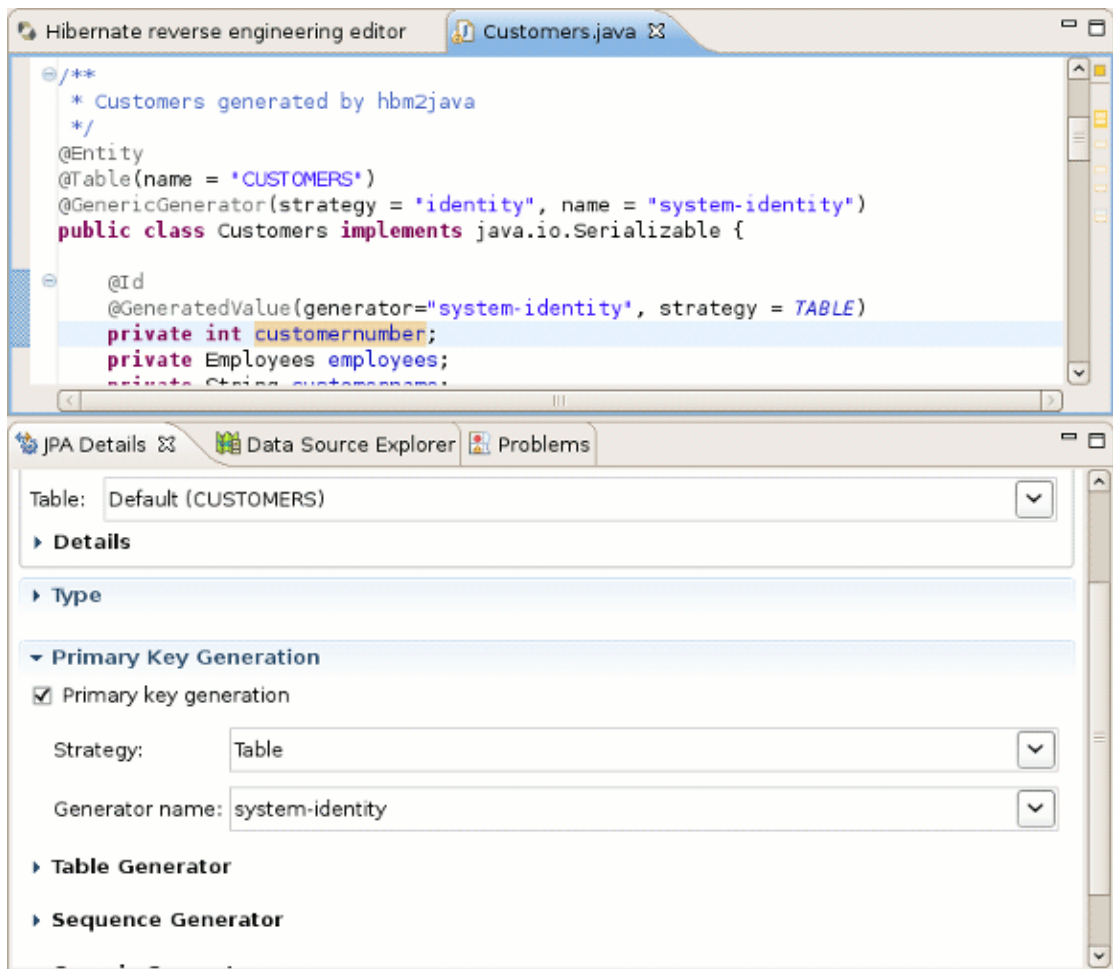 Hibernate reverse engineering editor Customers.java
/**
* Customers generated by hbm2java
*/
@Entity
@Table(name = "CUSTOMERS")
@GenericGenerator(strategy = "identity", name = "system-identity")
public class Customers implements java.io.Serializable {
@Id
@GeneratedValue(generator="system-identity", strategy = TABLE)
private int customernumber;
private Employees employees;
private String customername;
JPA Details Data Source Explorer Problems
Table: Default (CUSTOMERS)
Details
Type
Primary Key Generation
Primary key generation
Strategy: Table
Generator name: system-identity
Table Generator
Sequence Generator